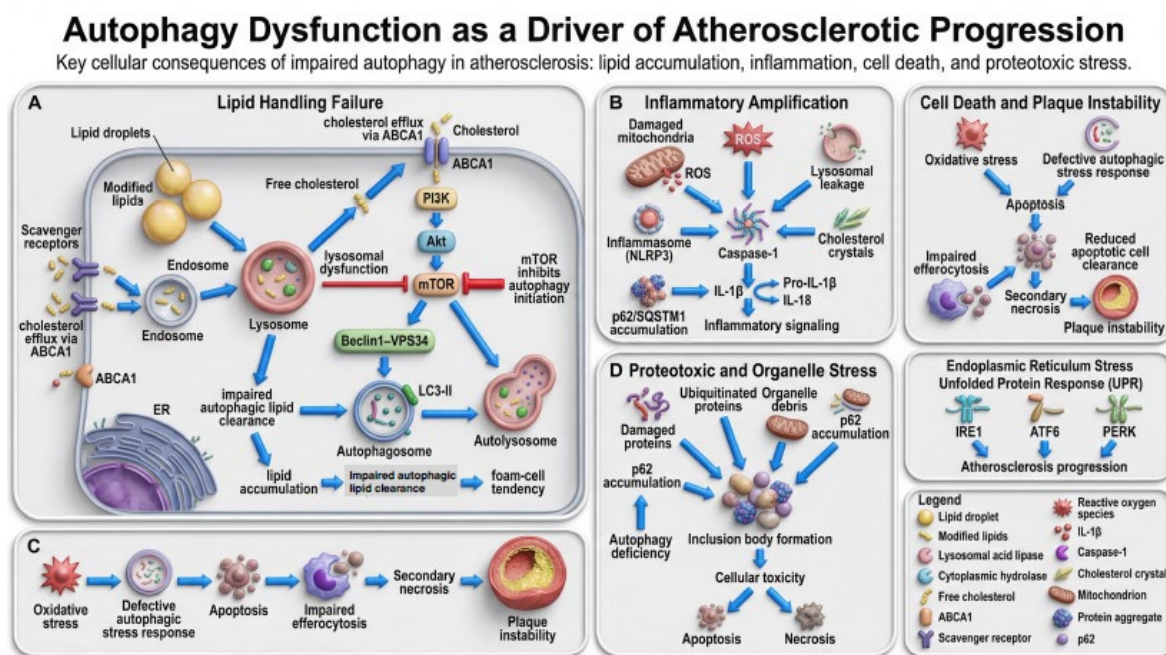 Autophagy Dysfunction as a Driver of Atherosclerotic Progression
Key cellular consequences of impaired autophagy in atherosclerosis: lipid accumulation, inflammation, cell death, and proteotoxic stress.
A
Lipid Handling Failure
Lipid droplets
Modified
lipids
Scavenger
receptors
Endosome
Endosome
cholesterol
efflux via
ABCA1
ABCA1
ER
Free cholesterol
cholesterol efflux
via ABCA1
Cholesterol
ABCA1
PI3K
Akt
mTOR
lysosomal
dysfunction
mTOR
inhibits
autophagy
initiation
Lysosome
Beclin1–VPS34
LC3-II
impaired
autophagic lipid
clearance
Autophagosome
Autolysosome
lipid
accumulation
Impaired autophagic
lipid clearance
foam-cell
tendency
B
Inflammatory Amplification
Damaged
mitochondria
ROS
ROS
Lysosomal
leakage
Inflammasome
(NLRP3)
Caspase-1
Cholesterol
crystals
p62/SQSTM1
accumulation
IL-1β
Pro-IL-1β
IL-18
Inflammatory signaling
Cell Death and Plaque Instability
Oxidative stress
Defective autophagic
stress response
Apoptosis
Impaired
efferocytosis
Reduced
apoptotic cell
clearance
Secondary
necrosis
Plaque instability
C
Oxidative
stress
Defective
autophagic
stress response
Apoptosis
Impaired
efferocytosis
Secondary
necrosis
Plaque
instability
D Proteotoxic and Organelle Stress
Damaged
proteins
Ubiquitinated
proteins
Organelle
debris
p62
accumulation
p62
accumulation
Autophagy
deficiency
Inclusion body formation
Cellular toxicity
Apoptosis
Necrosis
Endoplasmic Reticulum Stress
Unfolded Protein Response (UPR)
IRE1
ATF6
PERK
Atherosclerosis progression
Legend
Lipid droplet
Modified lipids
Lysosomal acid lipase
Cytoplasmic hydrolase
Free cholesterol
ABCA1
Scavenger receptor
Reactive oxygen
species
IL-1β
Caspase-1
Cholesterol crystal
Mitochondrion
Protein aggregate
p62